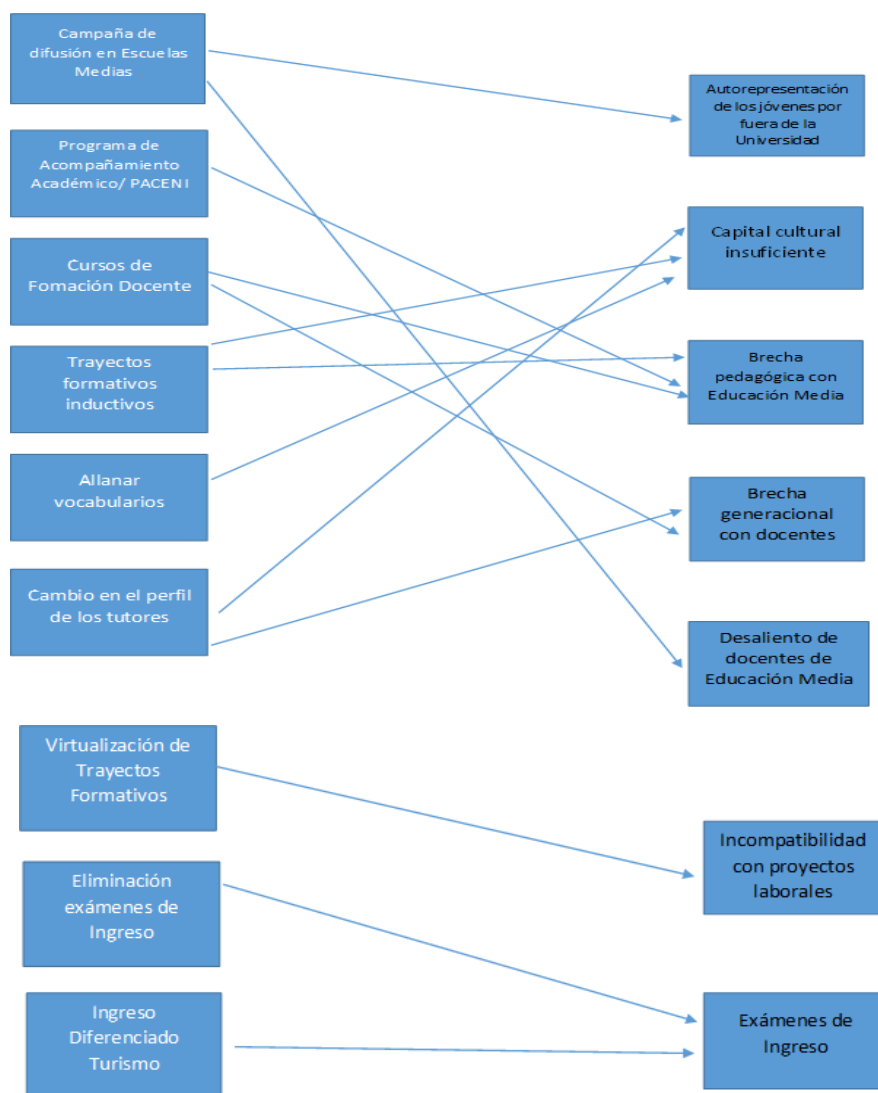 Campaña de
difusión en Escuelas
Medias
Programa de
Acompañamiento
Académico/ PACENI
Cursos de
Fomación Docente
Trayectos
formativos
inductivos
Allanar
vocabularios
Cambio en el perfil
de los tutores
Virtualización de
Trayectos
Formativos
Eliminación
exámenes de
Ingreso
Ingreso
Diferenciado
Turismo
Autorepresentación
de los jóvenes por
fuera de la
Universidad
Capital cultural
insuficiente
Brecha
pedagógica con
Educación Media
Brecha
generacional
con docentes
Desaliento de
docentes de
Educación Media
Incompatibilidad
con proyectos
laborales
Exámenes de
Ingreso